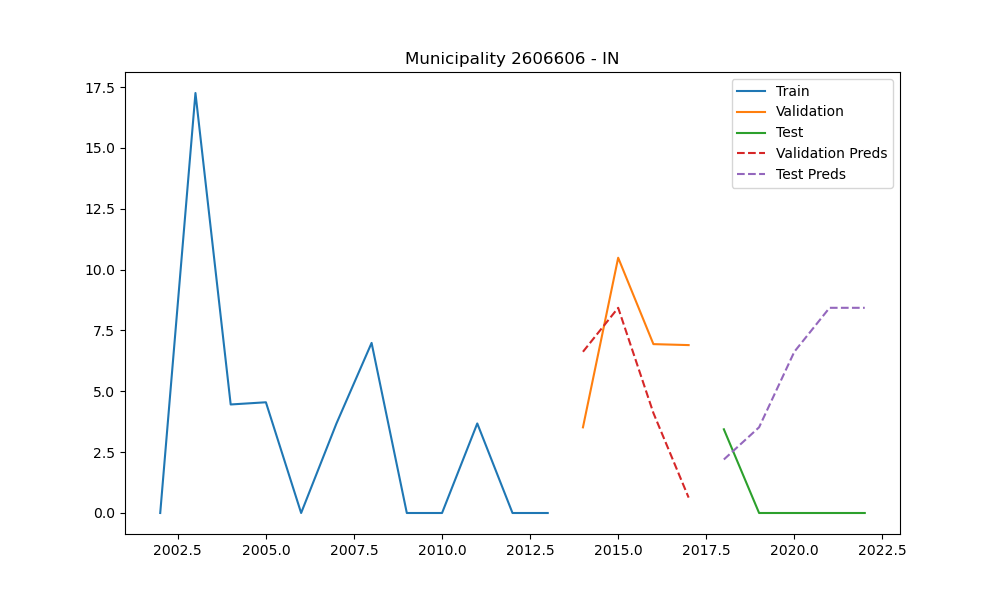 Municipality 2606606 - IN
17.5
15.0
12.5
10.0
7.5
5.0
2.5
0.0
Train
Validation
Test
Validation Preds
Test Preds
2002.5 2005.0 2007.5 2010.0 2012.5 2015.0 2017.5 2020.0 2022.5